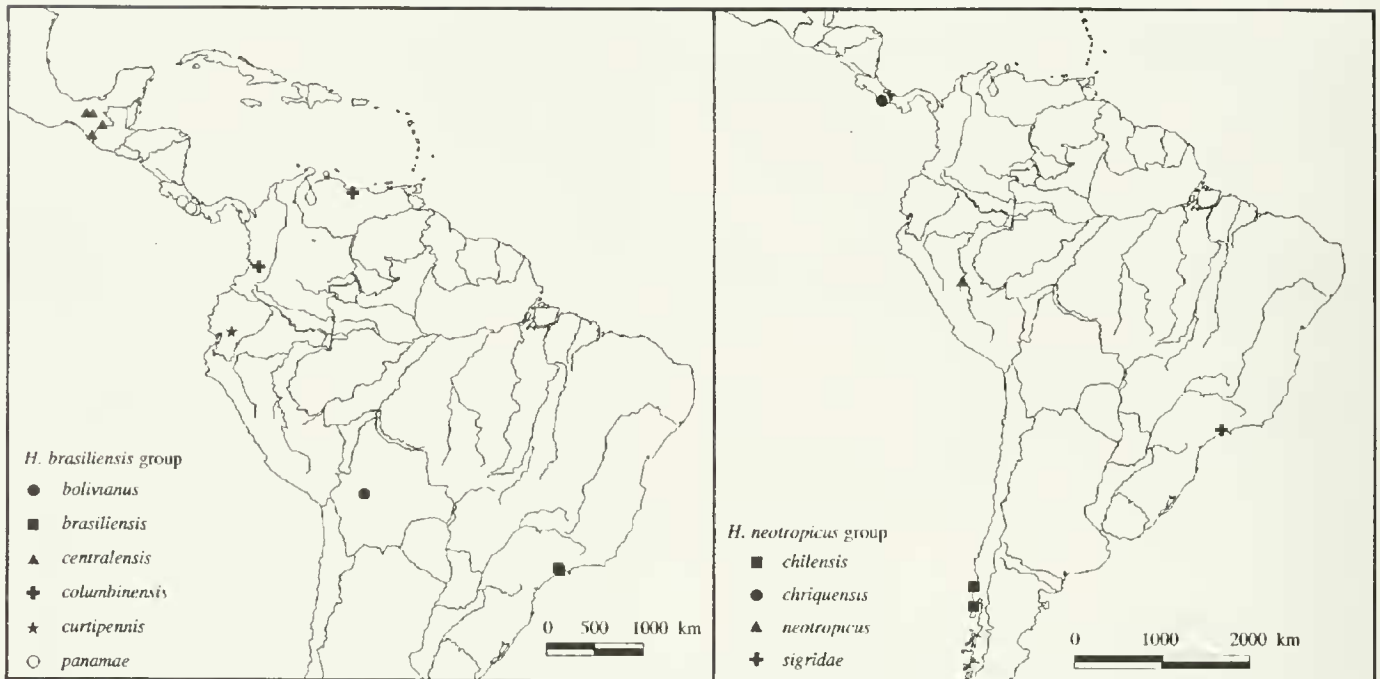 H. brasiliensis group
bolivianus
brasiliensis
centralensis
columbinensis
curtipennis
panamae
0 500 1000 km
H. neotropicus group
chilensis
chriquensis
neotropicus
sigridae
0 1000 2000 km